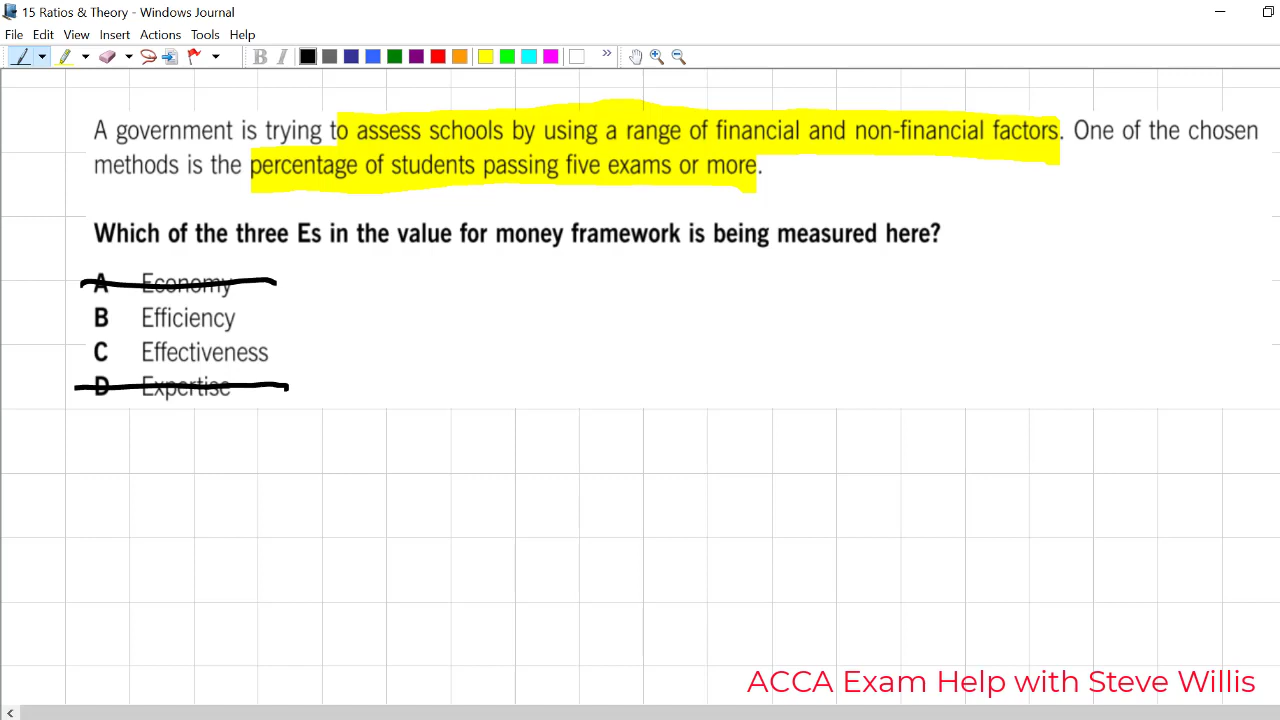 15 Ratios & Theory - Windows Journal
File Edit View Insert Actions Tools Help
B I »
A government is trying to assess schools by using a range of financial and non-financial factors. One of the chosen
methods is the percentage of students passing five exams or more.
Which of the three Es in the value for money framework is being measured here?
A Economy
B Efficiency
C Effectiveness
D Expertise
ACCA Exam Help with Steve Willis